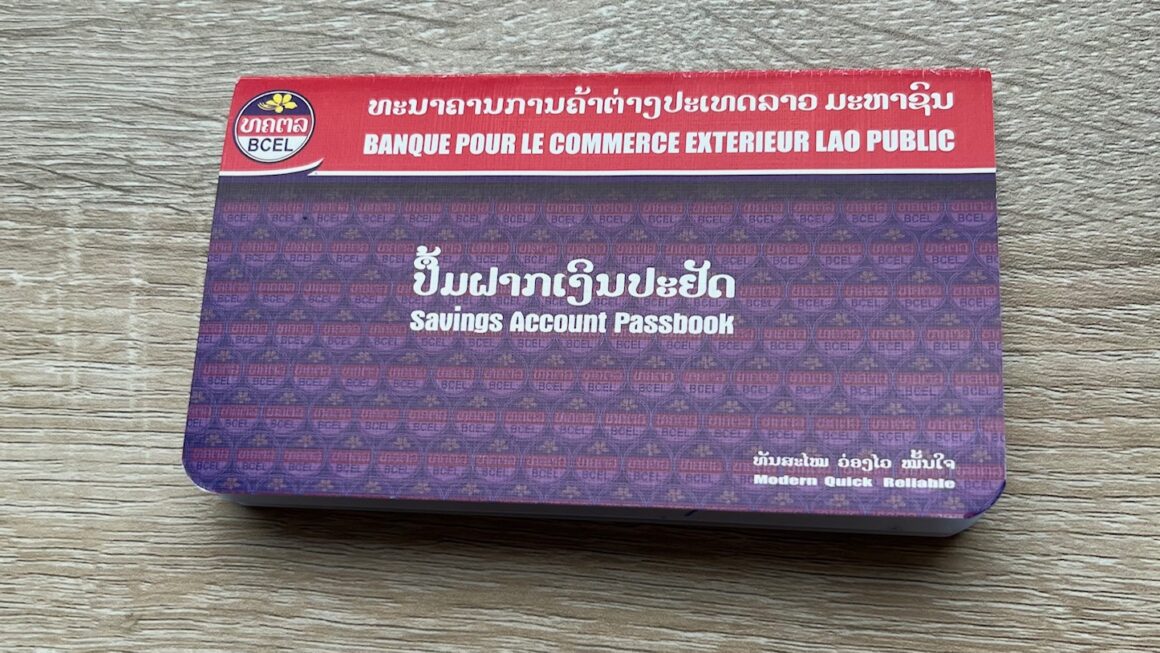 ທຄຕລ
BCEL
ທະນາຄານການຄ້າຕ່າງປະເທດລາວ ມະຫາຊົນ
BANQUE POUR LE COMMERCE EXTERIEUR LAO PUBLIC
ປຶ້ມຝາກເງິນປະຢັດ
Savings Account Passbook
ທັນສະໄໝ ວ່ອງໄວ ໝັ້ນໃຈ
Modern Quick Reliable